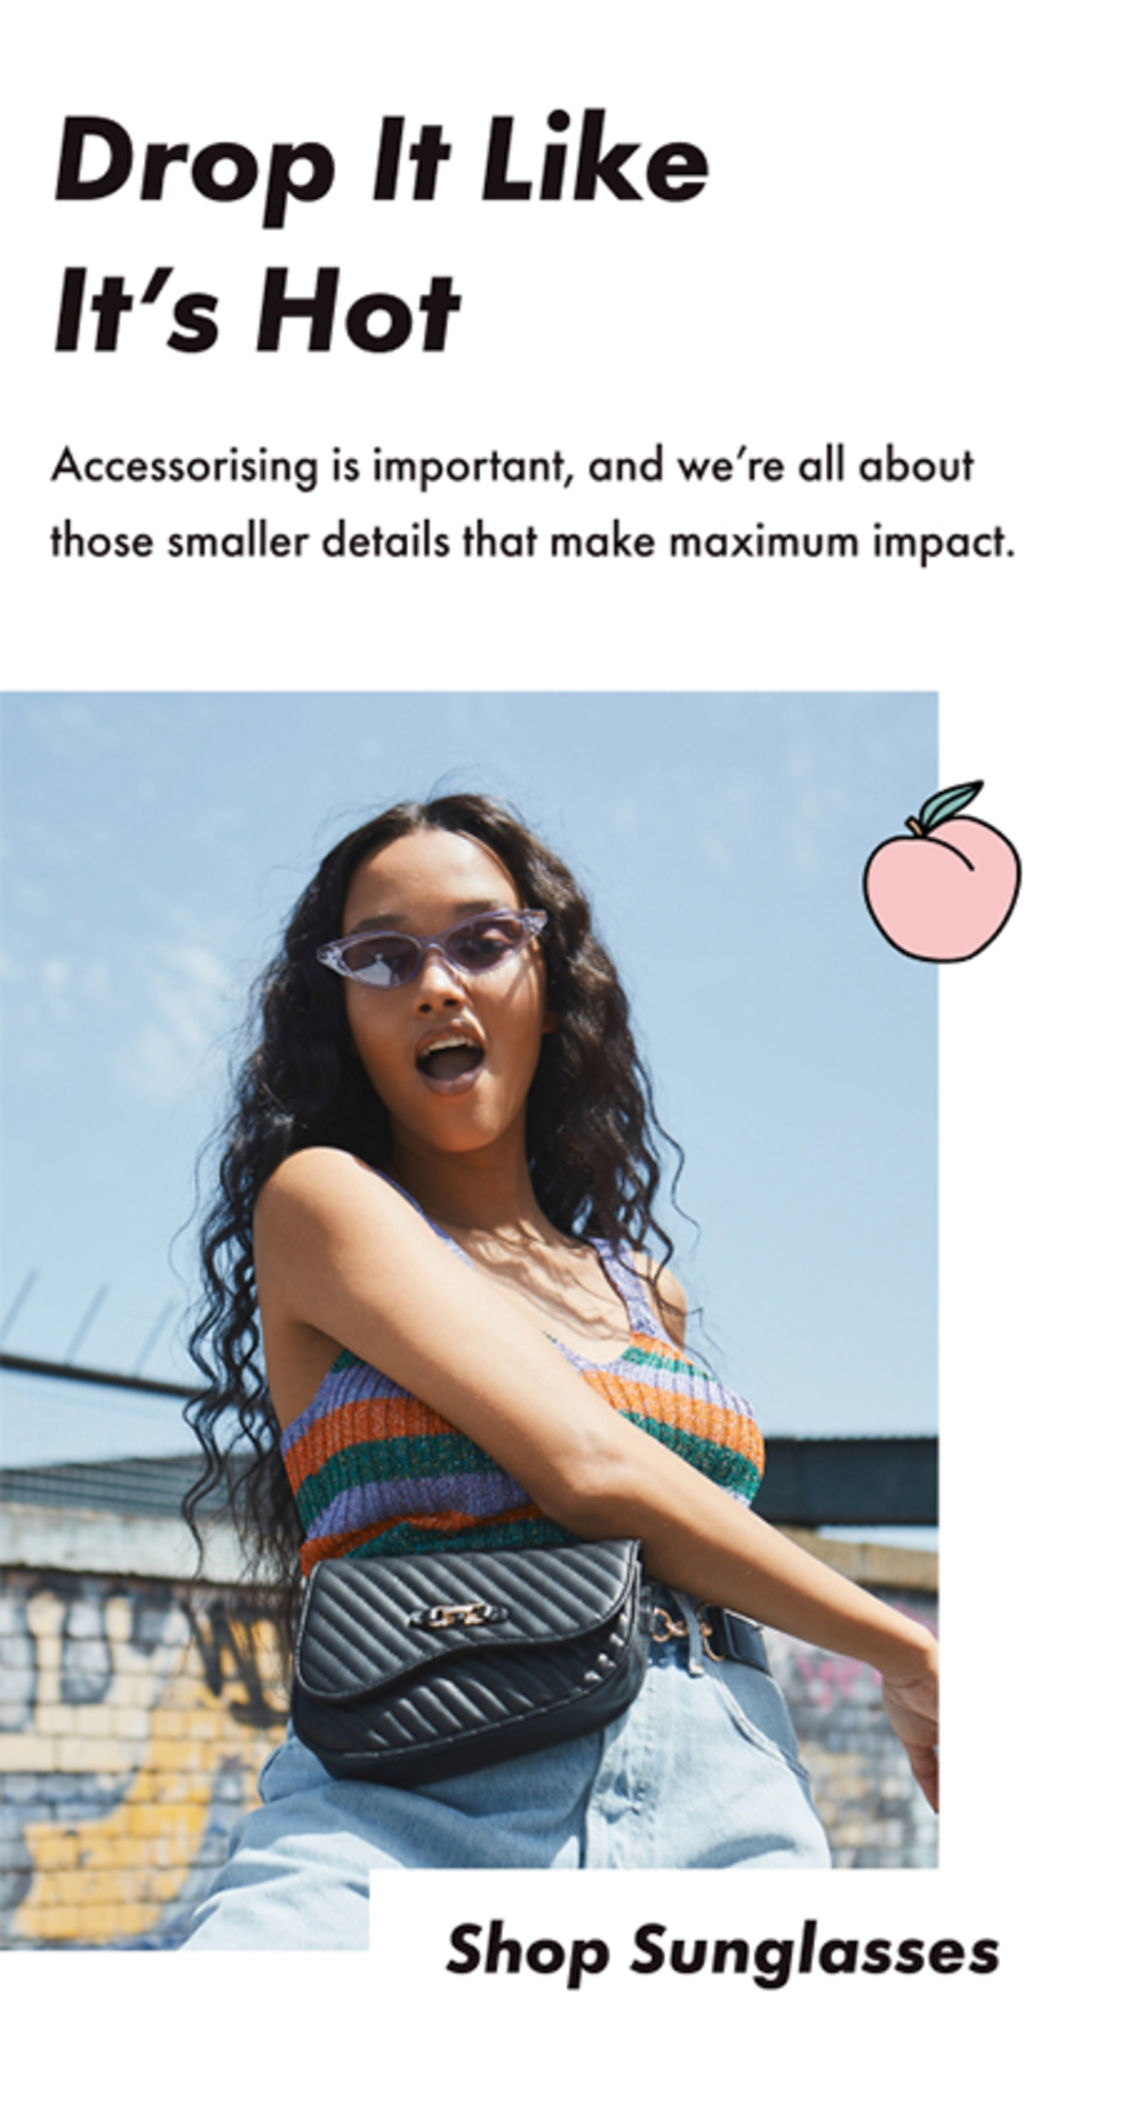 Drop It Like
It’s Hot
Accessorising is important, and we’re all about
those smaller details that make maximum impact.
Shop Sunglasses